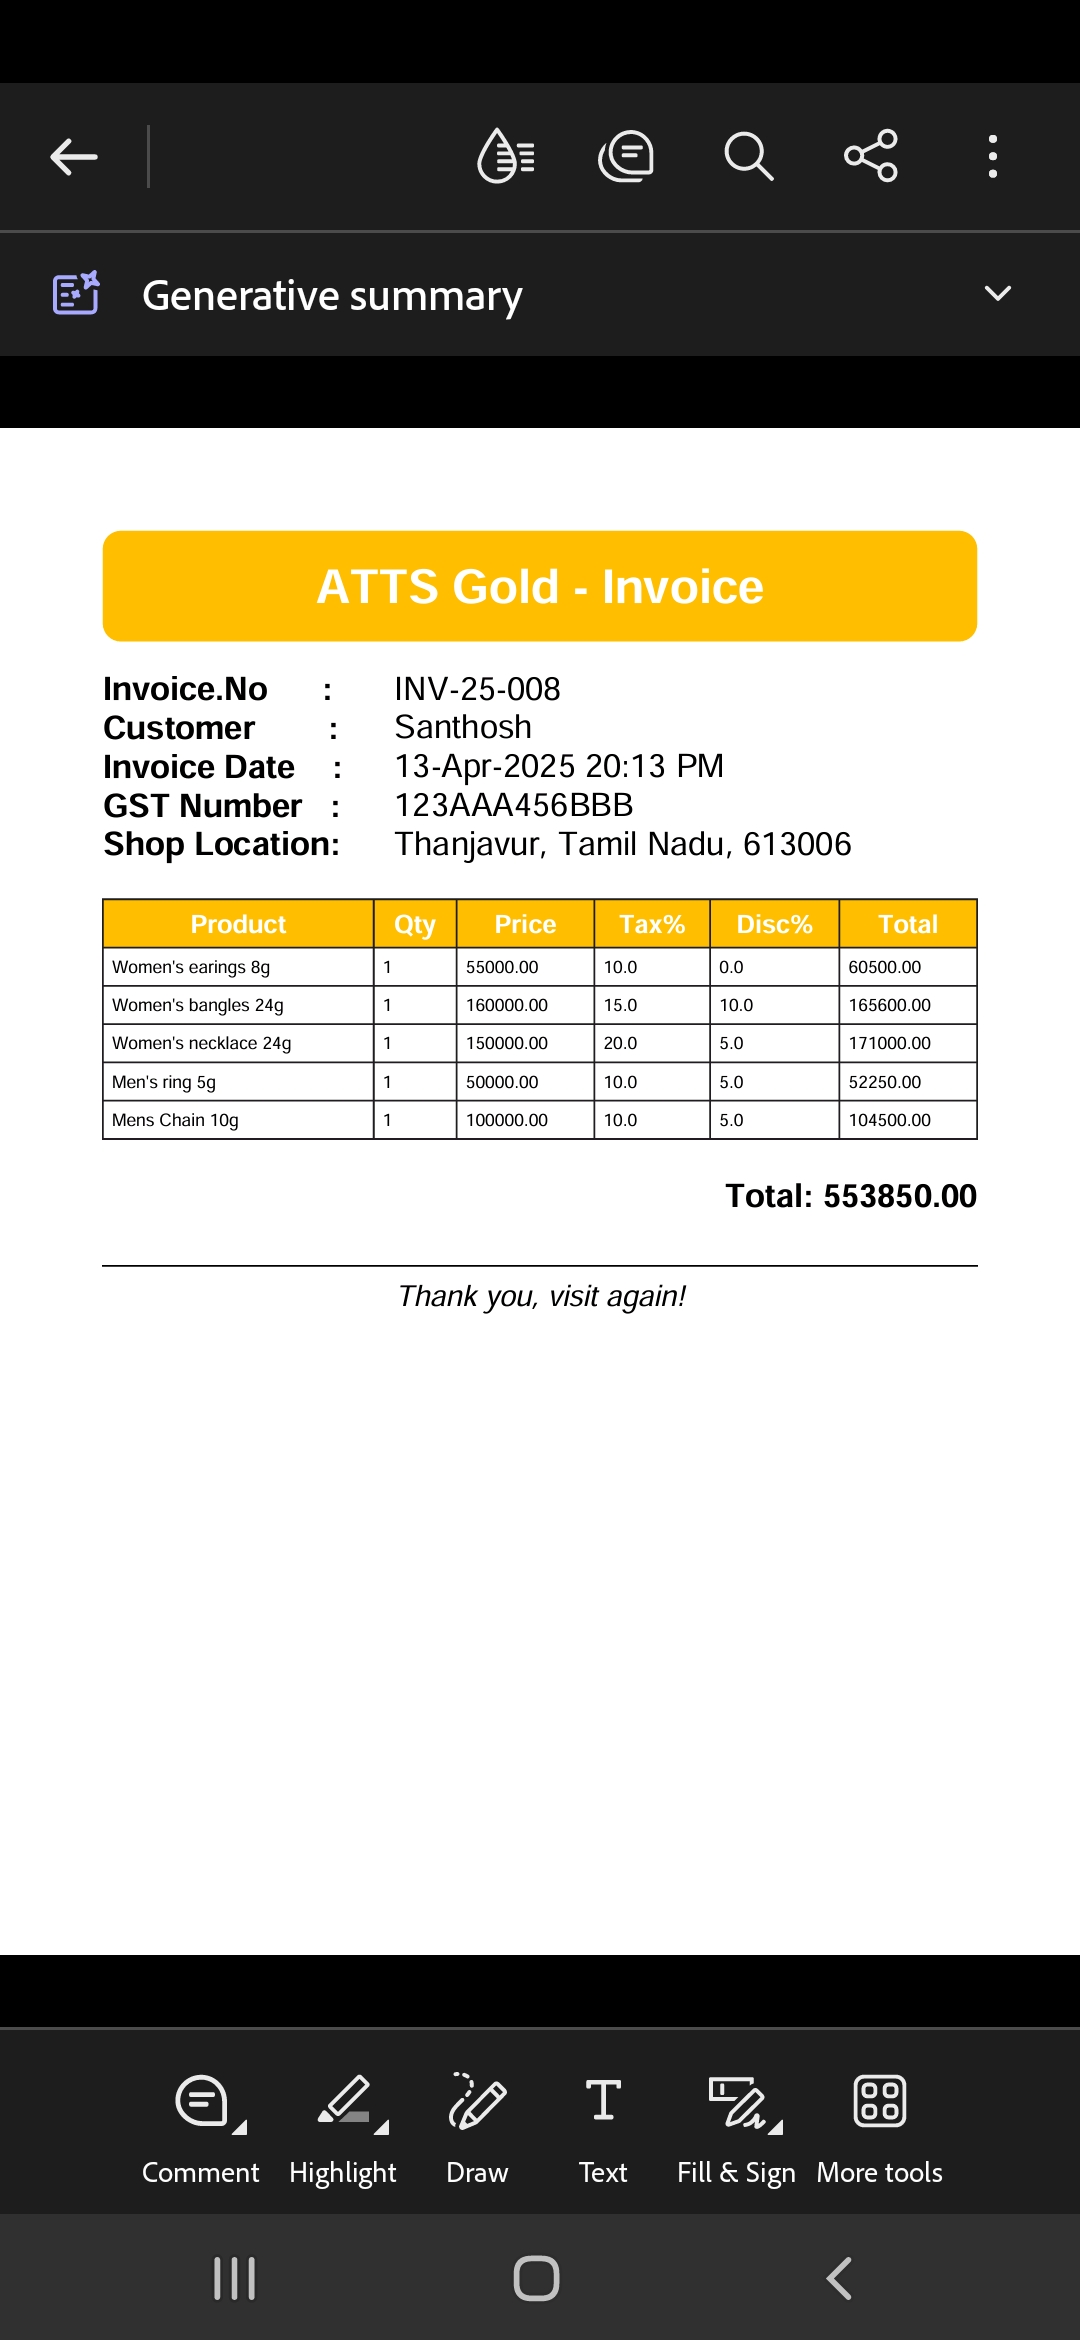 Generative summary
ATTS Gold - Invoice
Invoice.No : INV-25-008
Customer : Santhosh
Invoice Date : 13-Apr-2025 20:13 PM
GST Number : 123AAA456BBB
Shop Location: Thanjavur, Tamil Nadu, 613006
Product Qty Price Tax% Disc% Total
Women's earings 8g 1 55000.00 10.0 0.0 60500.00
Women's bangles 24g 1 160000.00 15.0 10.0 165600.00
Women's necklace 24g 1 150000.00 20.0 5.0 171000.00
Men's ring 5g 1 50000.00 10.0 5.0 52250.00
Mens Chain 10g 1 100000.00 10.0 5.0 104500.00
Total: 553850.00
Thank you, visit again!
Comment Highlight Draw Text Fill & Sign More tools